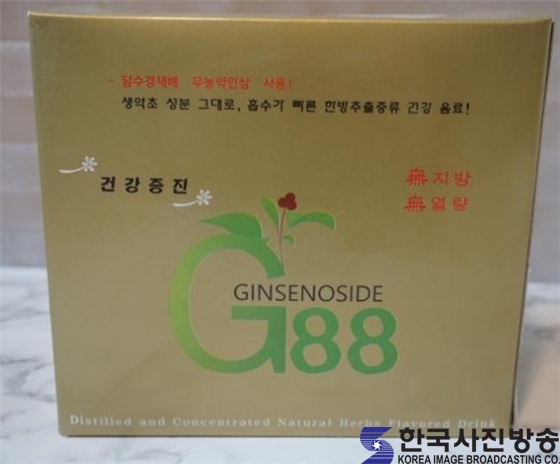 - 담수경재배 무농약인삼 사용!
생약초 성분 그대로, 흡수가 빠른 한방추출증류 건강 음료!
건강증진
無지방
無열량
GINSENOSIDE
G88
Distilled and Concentrated Natural Herbs Flavored Drink
한국사진방송
KOREA IMAGE BROADCASTING CO.